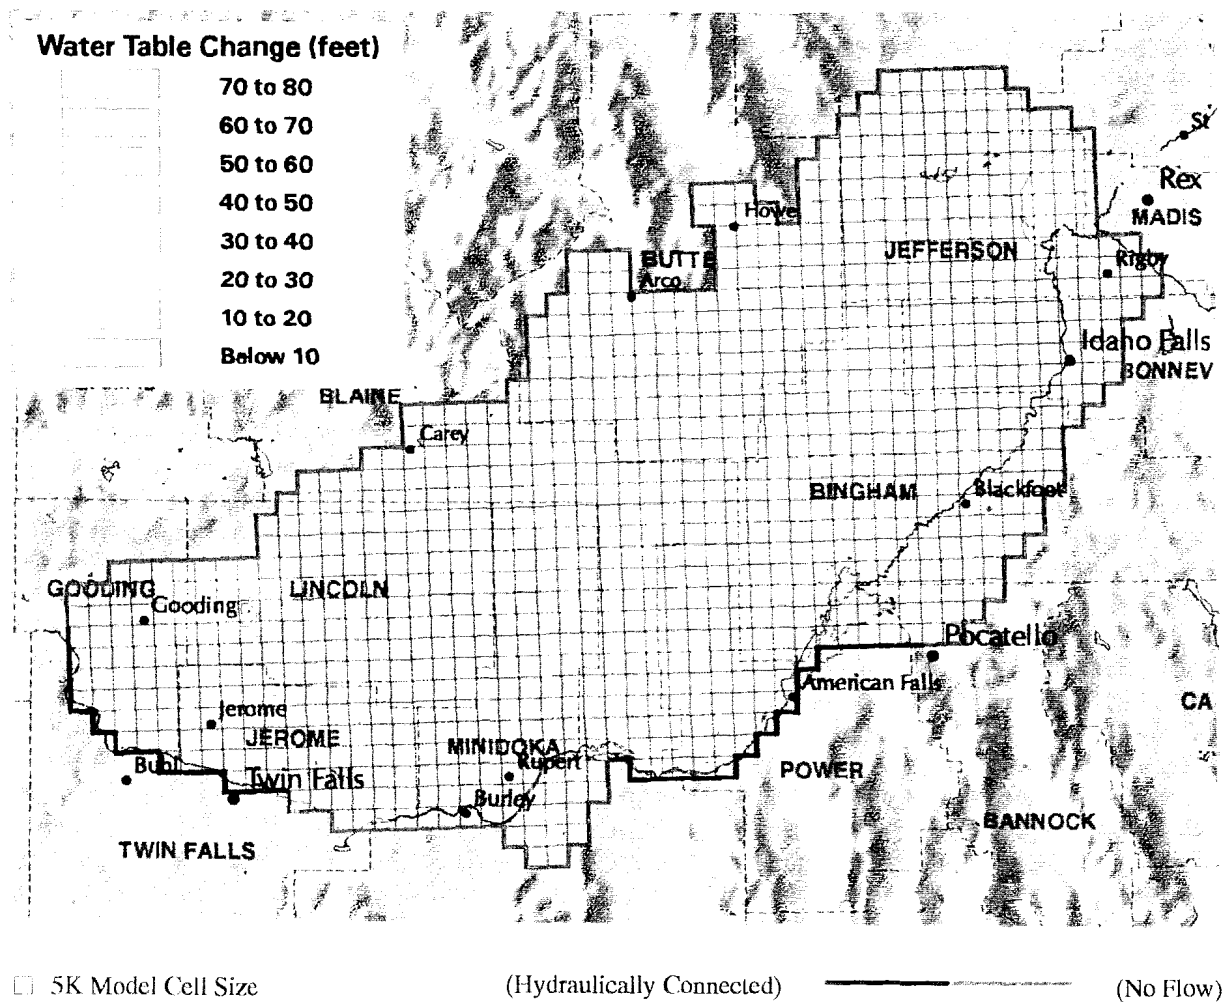 Water Table Change (feet)
70 to 80
60 to 70
50 to 60
40 to 50
30 to 40
20 to 30
10 to 20
Below 10
St
Rex
MADIS
Howe
JEFFERSON
BUTTE
Rigby
Arco
Idaho Falls
BONNEV
BLAINE
Carey
BINGHAM
Blackfoot
GOODING
LINCOLN
Gooding
Pocatello
American Falls
CA
Jerome
JEROME
MINIDOKA
Rupert
Buhl
Twin Falls
POWER
Burley
BANNOCK
TWIN FALLS
5K Model Cell Size (Hydraulically Connected) (No Flow)